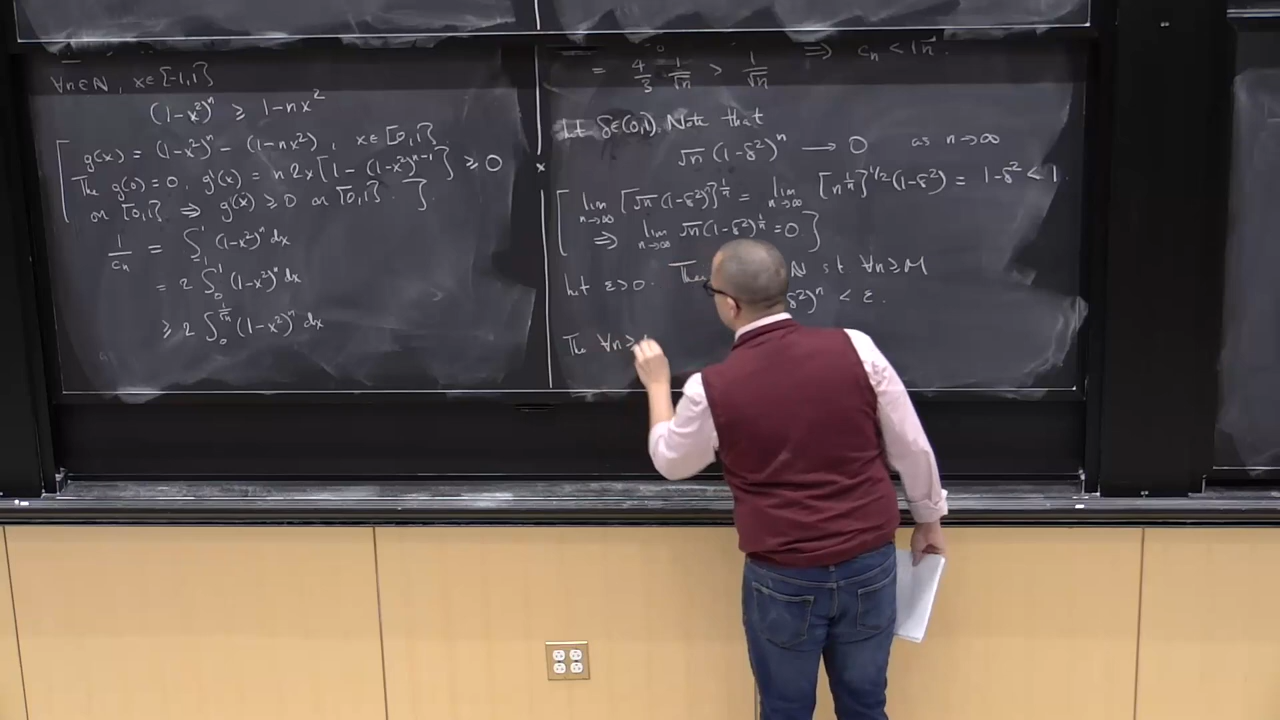 ∀n∈ℕ, x∈[-1,1]
(1-x²)ⁿ ≥ 1-nx²
[ g(x) = (1-x²)ⁿ - (1-nx²), x∈[0,1].
The g(0)=0, g'(x) = n2x[1-(1-x²)ⁿ⁻¹] ≥ 0
on [0,1] ⇒ g'(x) ≥ 0 on [0,1]. ].
1/cₙ = ∫₋₁¹ (1-x²)ⁿ dx
= 2 ∫₀¹ (1-x²)ⁿ dx
≥ 2 ∫₀^{1/√n} (1-x²)ⁿ dx
= 4/3 1/√n > 1/√n ⇒ cₙ < √n.
Let δ∈(0,1). Note that
√n (1-δ²)ⁿ → 0 as n→∞
[ lim_{n→∞} [√n (1-δ²)ⁿ]^{1/n} = lim_{n→∞} [n^{1/n}]^{1/2} (1-δ²) = 1-δ² < 1.
⇒ lim_{n→∞} √n (1-δ²)^{1/n} = 0. ]
Let ε>0. ℕ st ∀n≥M
²)ⁿ < ε.
The ∀n≥